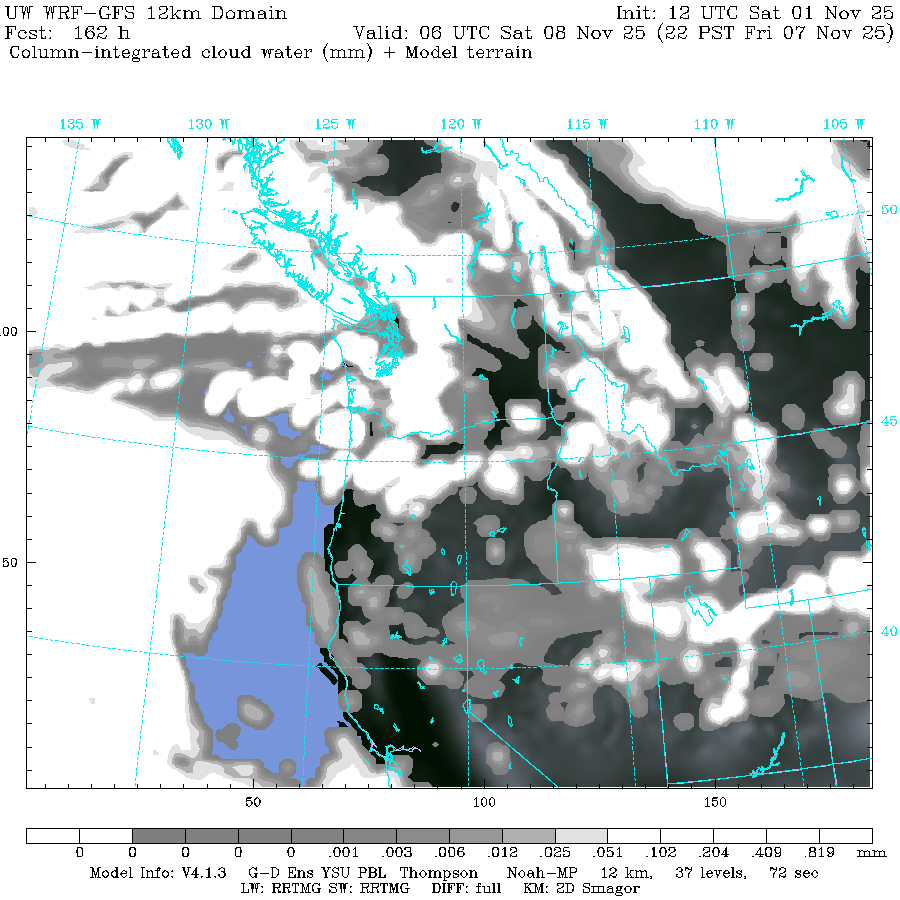 UW WRF-GFS 12km Domain Init: 12 UTC Sat 01 Nov 25
Fcst: 162 h Valid: 06 UTC Sat 08 Nov 25 (22 PST Fri 07 Nov 25)
Column-integrated cloud water (mm) + Model terrain
135 W 130 W 125 W 120 W 115 W 110 W 105 W
50
00
45
50
40
50 100 150
0 0 0 0 0 .001 .003 .006 .012 .025 .051 .102 .204 .409 .819 mm
Model Info: V4.1.3 G-D Ens YSU PBL Thompson Noah-MP 12 km, 37 levels, 72 sec
LW: RRTMG SW: RRTMG DIFF: full KM: 2D Smagor